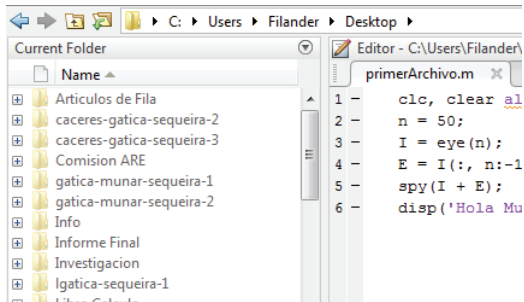 C: Users Filander Desktop
Current Folder
Name
Articulos de Fila
caceres-gatica-sequeira-2
caceres-gatica-sequeira-3
Comision ARE
gatica-munar-sequeira-1
gatica-munar-sequeira-2
Info
Informe Final
Investigacion
lgatica-sequeira-1
Editor - C:\Users\Filander\
primerArchivo.m
1 - clc, clear al
2 - n = 50;
3 - I = eye(n);
4 - E = I(:, n:-1
5 - spy(I + E);
6 - disp('Hola Mu